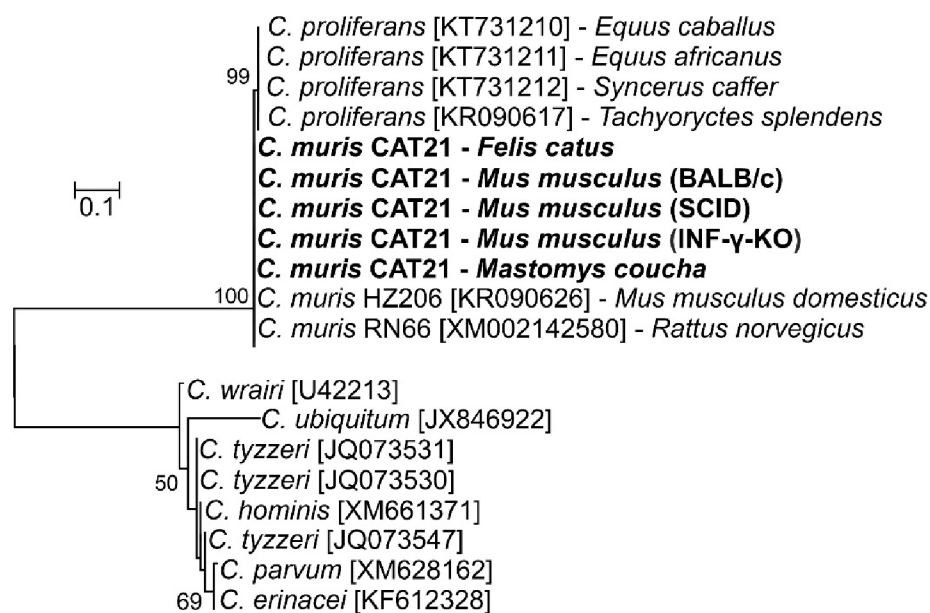 C. proliferans [KT731210] - Equus caballus
C. proliferans [KT731211] - Equus africanus
99
C. proliferans [KT731212] - Syncerus caffer
C. proliferans [KR090617] - Tachyoryctes splendens
C. muris CAT21 - Felis catus
C. muris CAT21 - Mus musculus (BALB/c)
0.1
C. muris CAT21 - Mus musculus (SCID)
C. muris CAT21 - Mus musculus (INF-γ-KO)
C. muris CAT21 - Mastomys coucha
100
C. muris HZ206 [KR090626] - Mus musculus domesticus
C. muris RN66 [XM002142580] - Rattus norvegicus
C. wrairi [U42213]
C. ubiquitum [JX846922]
C. tyzzeri [JQ073531]
C. tyzzeri [JQ073530]
50
C. hominis [XM661371]
C. tyzzeri [JQ073547]
C. parvum [XM628162]
69
C. erinacei [KF612328]